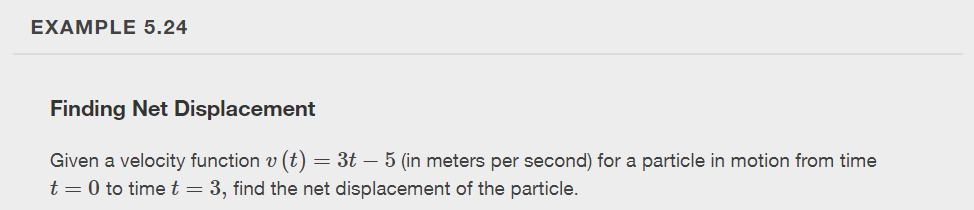 EXAMPLE 5.24
Finding Net Displacement
Given a velocity function v (t) = 3t − 5 (in meters per second) for a particle in motion from time
t = 0 to time t = 3, find the net displacement of the particle.